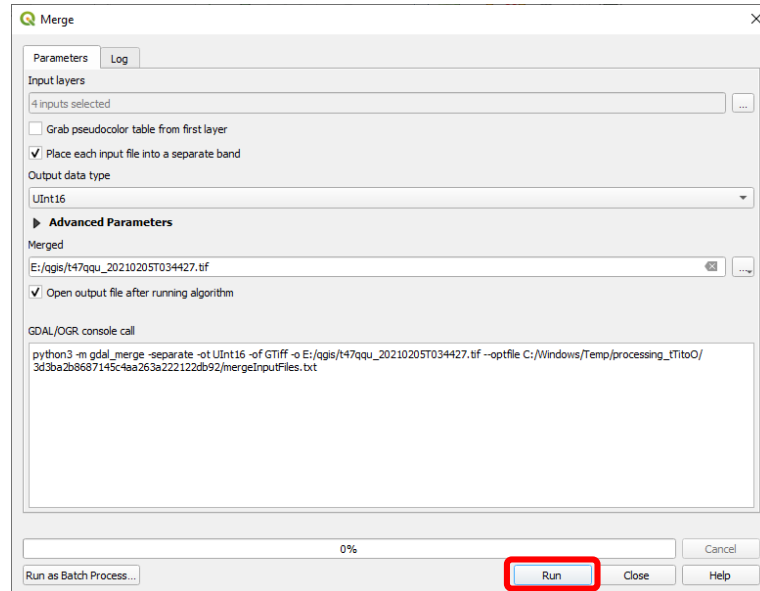 Merge
Parameters Log
Input layers
4 inputs selected
...
Grab pseudocolor table from first layer
Place each input file into a separate band
Output data type
UInt16
Advanced Parameters
Merged
E:/qgis/t47qqu_20210205T034427.tif
...
Open output file after running algorithm
GDAL/OGR console call
python3 -m gdal_merge -separate -ot UInt16 -of GTiff -o E:/qgis/t47qqu_20210205T034427.tif --optfile C:/Windows/Temp/processing_tTitoO/
3d3ba2b8687145c4aa263a222122db92/mergeInputFiles.txt
0% Cancel
Run as Batch Process... Run Close Help